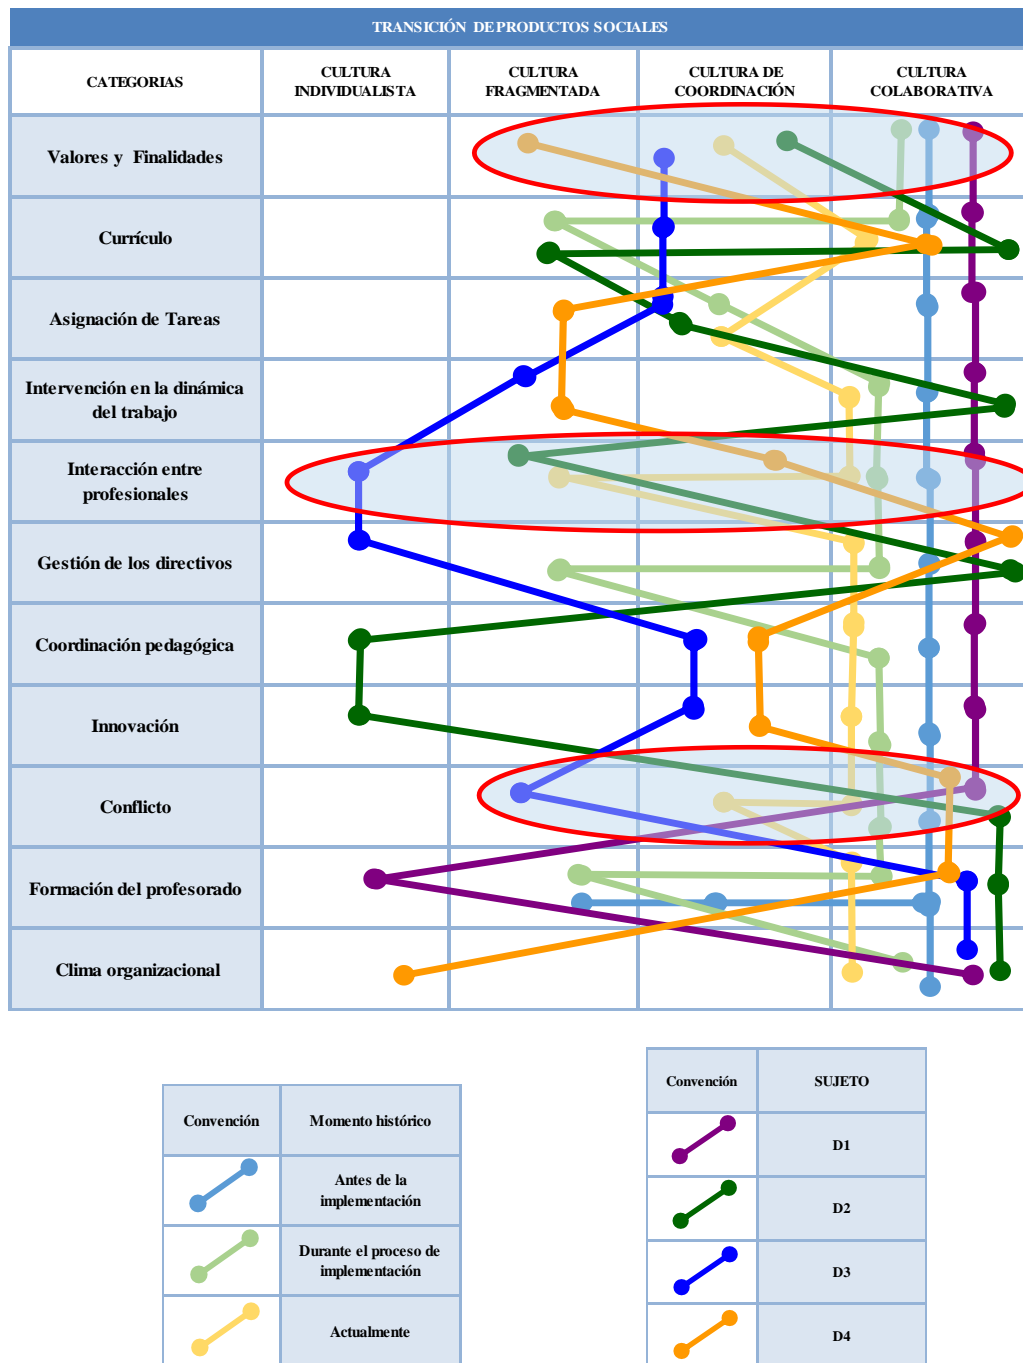 TRANSICIÓN DE PRODUCTOS SOCIALES
CATEGORIAS
CULTURA
INDIVIDUALISTA
CULTURA
FRAGMENTADA
CULTURA DE
COORDINACIÓN
CULTURA
COLABORATIVA
Valores y Finalidades
Currículo
Asignación de Tareas
Intervención en la dinámica
del trabajo
Interacción entre
profesionales
Gestión de los directivos
Coordinación pedagógica
Innovación
Conflicto
Formación del profesorado
Clima organizacional
Convención
Momento histórico
Antes de la
implementación
Durante el proceso de
implementación
Actualmente
Convención
SUJETO
D1
D2
D3
D4